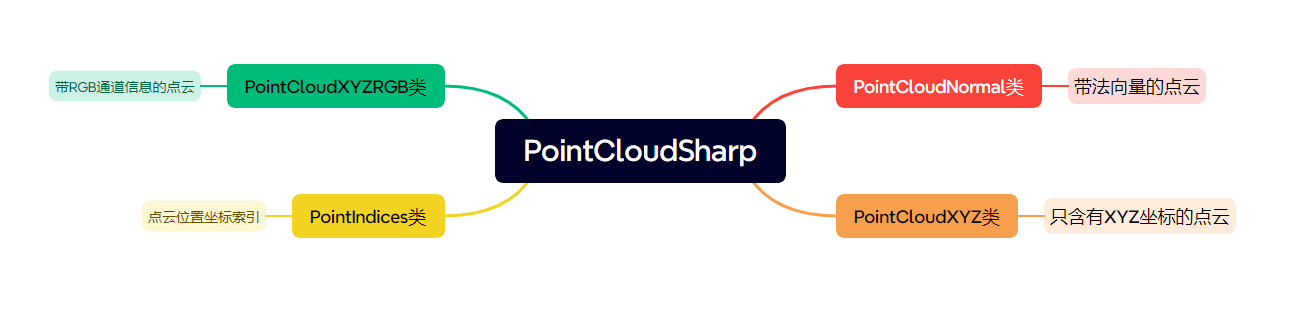 带RGB通道信息的点云
PointCloudXYZRGB类
PointCloudNormal类
带法向量的点云
PointCloudSharp
点云位置坐标索引
PointIndices类
PointCloudXYZ类
只含有XYZ坐标的点云